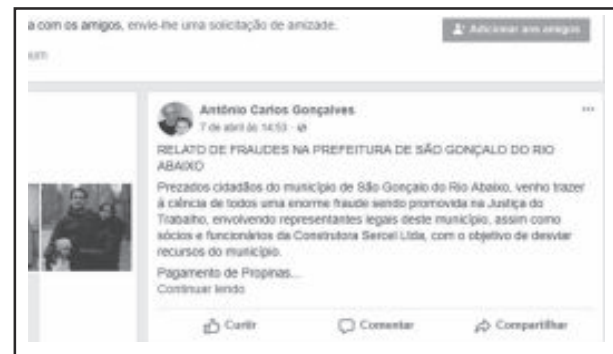 a com os amigos, envie-lhe uma solicitação de amizade.
Adicionar aos amigos
um
Antônio Carlos Gonçalves
7 de abril às 14:53
RELATO DE FRAUDES NA PREFEITURA DE SÃO GONÇALO DO RIO
ABAIXO
Prezados cidadãos do município de São Gonçalo do Rio Abaixo, venho trazer
à ciência de todos uma enorme fraude sendo promovida na Justiça do
Trabalho, envolvendo representantes legais deste município, assim como
sócios e funcionários da Construtora Sercel Ltda, com o objetivo de desviar
recursos do município.
Pagamento de Propinas...
Continuar lendo
Curtir
Comentar
Compartilhar